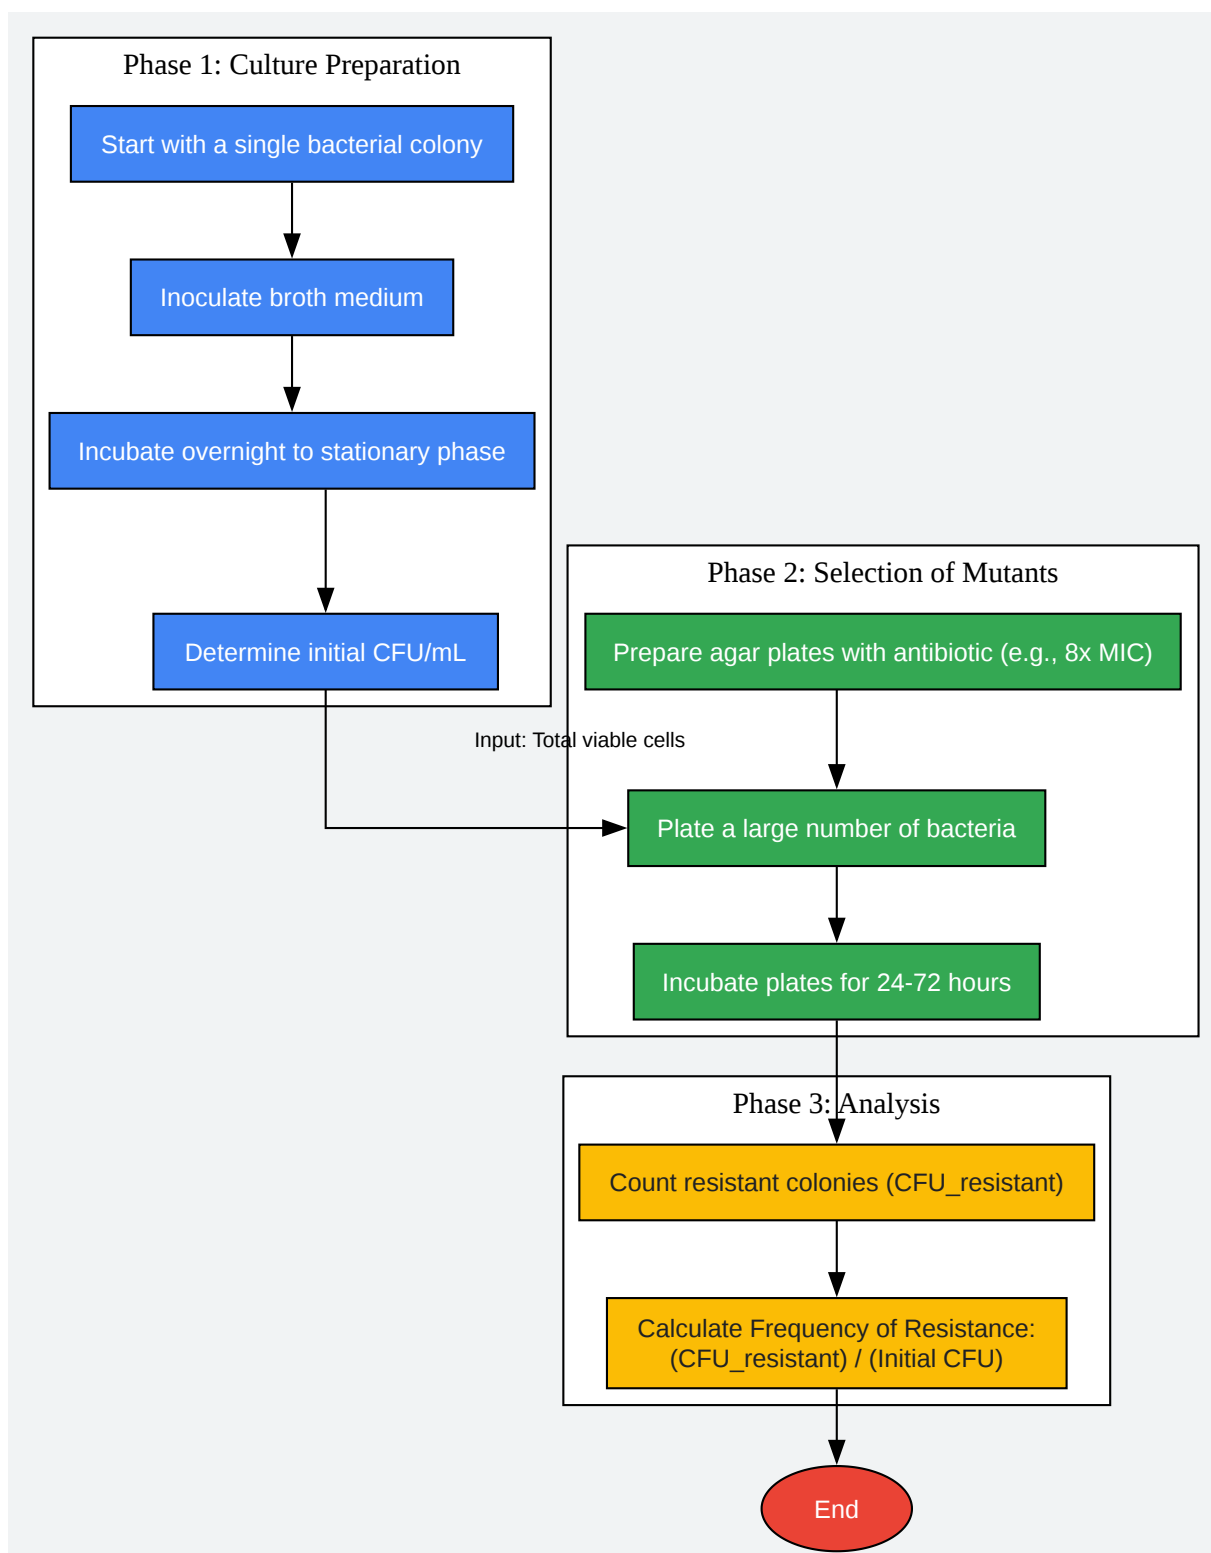 Phase 1: Culture Preparation
Start with a single bacterial colony
Inoculate broth medium
Incubate overnight to stationary phase
Determine initial CFU/mL
Phase 2: Selection of Mutants
Prepare agar plates with antibiotic (e.g., 8x MIC)
Input: Total viable cells
Plate a large number of bacteria
Incubate plates for 24-72 hours
Phase 3: Analysis
Count resistant colonies (CFU_resistant)
Calculate Frequency of Resistance:
(CFU_resistant) / (Initial CFU)
End